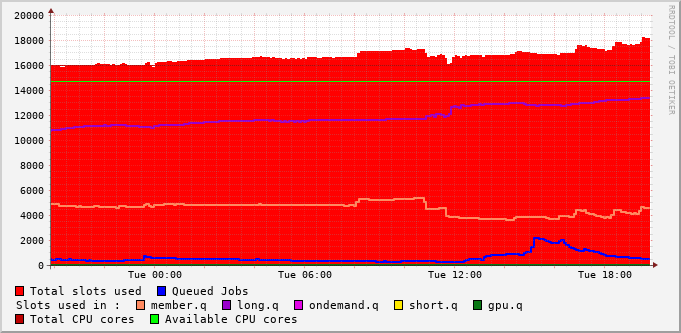 20000
18000
16000
14000
12000
10000
8000
6000
4000
2000
0
Tue 00:00 Tue 06:00 Tue 12:00 Tue 18:00
RRDTOOL / TOBI OETIKER
Total slots used Queued Jobs
Slots used in : member.q long.q ondemand.q short.q gpu.q
Total CPU cores Available CPU cores